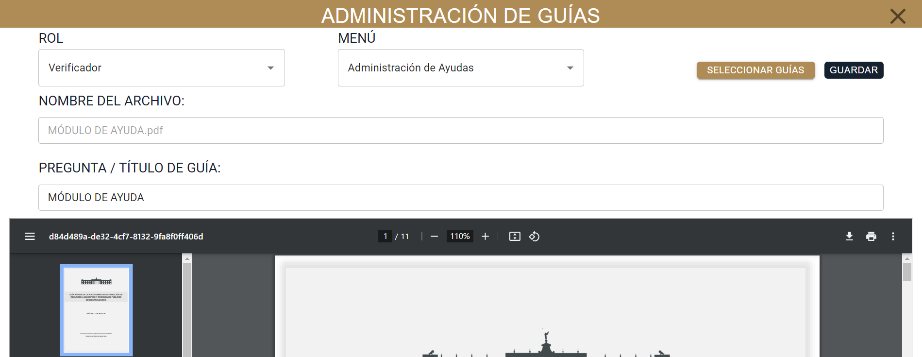 ADMINISTRACIÓN DE GUÍAS
ROL
MENÚ
Verificador
Administración de Ayudas
SELECCIONAR GUÍAS
GUARDAR
NOMBRE DEL ARCHIVO:
MÓDULO DE AYUDA.pdf
PREGUNTA / TÍTULO DE GUÍA:
MÓDULO DE AYUDA
d84d489a-de32-4cf7-8132-9fa8f0ff406d
1 / 11
110%